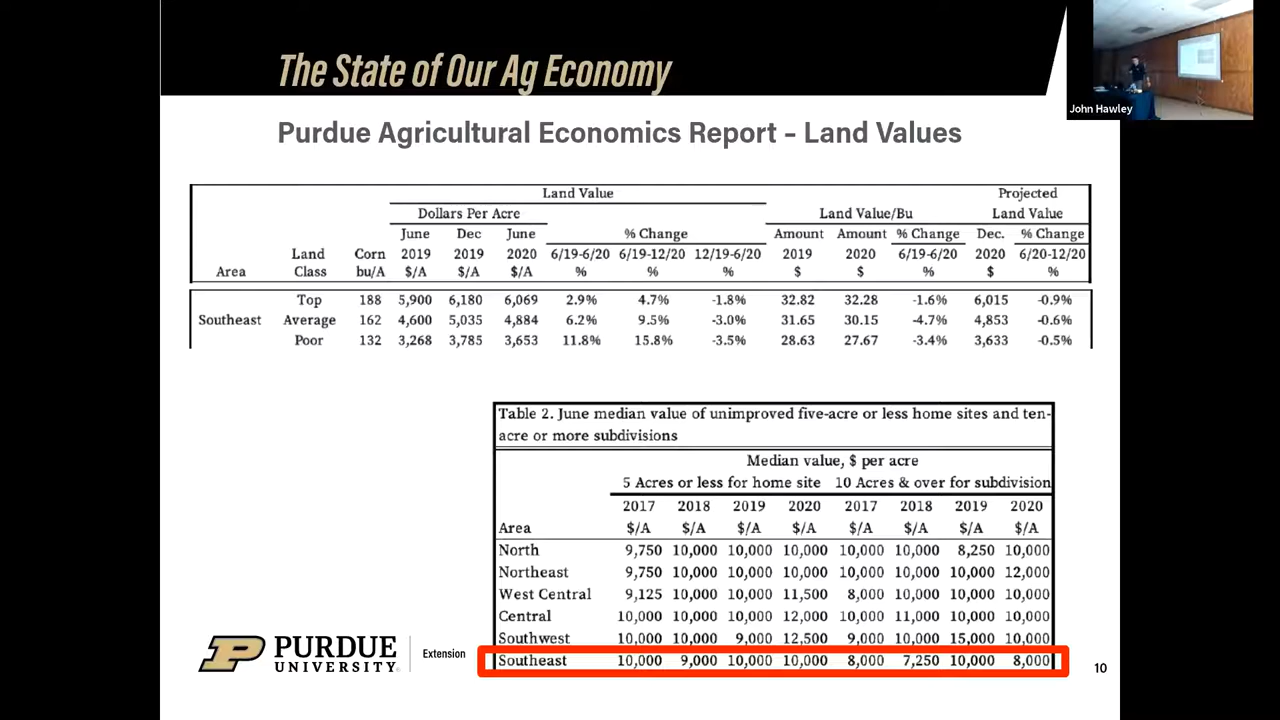 The State of Our Ag Economy
John Hawley
Purdue Agricultural Economics Report – Land Values
Land Value Projected
Dollars Per Acre Land Value/Bu Land Value
June Dec June % Change Amount Amount % Change Dec. % Change
Land Corn 2019 2019 2020 6/19-6/20 6/19-12/20 12/19-6/20 2019 2020 6/19-6/20 2020 6/20-12/20
Area Class bu/A $/A $/A $/A % % % $ $ % $ %
Top 188 5,900 6,180 6,069 2.9% 4.7% -1.8% 32.82 32.28 -1.6% 6,015 -0.9%
Southeast Average 162 4,600 5,035 4,884 6.2% 9.5% -3.0% 31.65 30.15 -4.7% 4,853 -0.6%
Poor 132 3,268 3,785 3,653 11.8% 15.8% -3.5% 28.63 27.67 -3.4% 3,633 -0.5%
Table 2. June median value of unimproved five-acre or less home sites and ten-
acre or more subdivisions
Median value, $ per acre
5 Acres or less for home site 10 Acres & over for subdivision
2017 2018 2019 2020 2017 2018 2019 2020
Area $/A $/A $/A $/A $/A $/A $/A $/A
North 9,750 10,000 10,000 10,000 10,000 10,000 8,250 10,000
Northeast 9,750 10,000 10,000 10,000 10,000 10,000 10,000 12,000
West Central 9,125 10,000 10,000 11,500 8,000 10,000 10,000 10,000
Central 10,000 10,000 10,000 12,000 10,000 11,000 10,000 10,000
Southwest 10,000 10,000 9,000 12,500 9,000 10,000 15,000 10,000
Southeast 10,000 9,000 10,000 10,000 8,000 7,250 10,000 8,000
PURDUE
UNIVERSITY
Extension
10